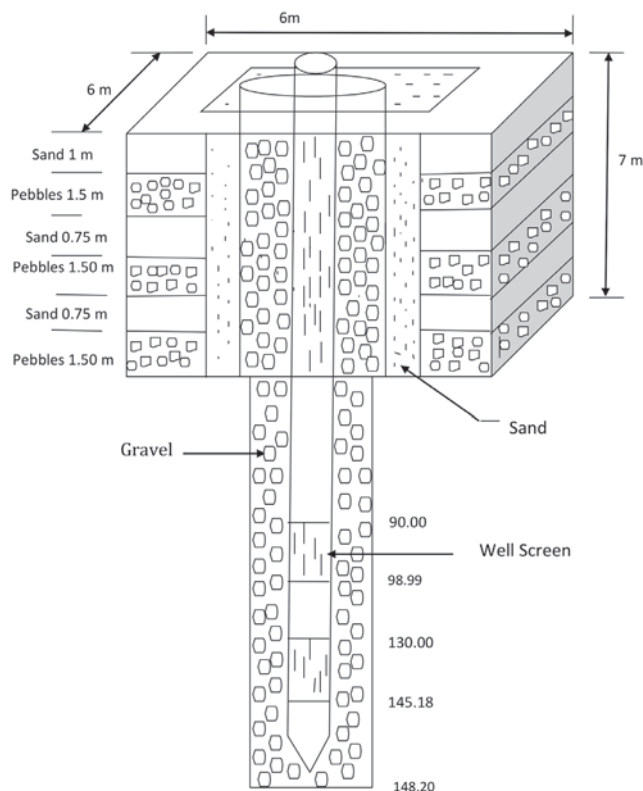 6m
6 m
7 m
Sand 1 m
Pebbles 1.5 m
Sand 0.75 m
Pebbles 1.50 m
Sand 0.75 m
Pebbles 1.50 m
Sand
Gravel
90.00
Well Screen
98.99
130.00
145.18
148.20